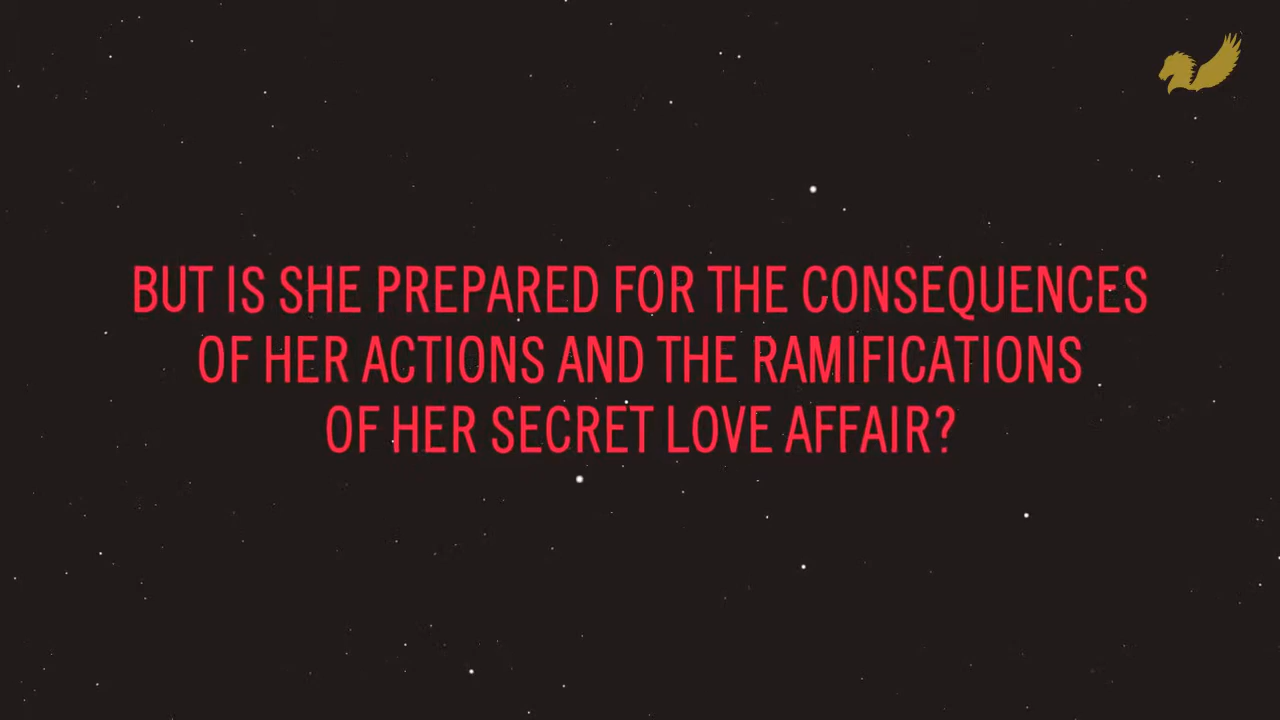 BUT IS SHE PREPARED FOR THE CONSEQUENCES
OF HER ACTIONS AND THE RAMIFICATIONS
OF HER SECRET LOVE AFFAIR?